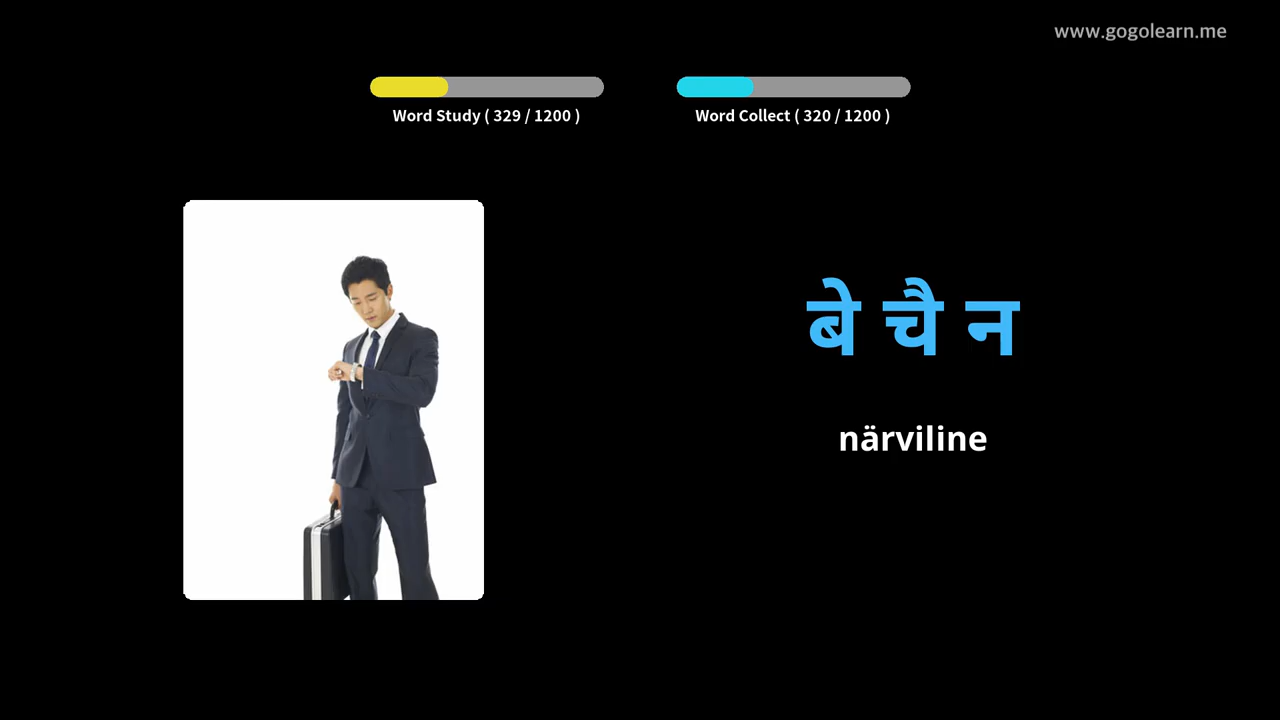 www.gogolearn.me
Word Study ( 329 / 1200 )
Word Collect ( 320 / 1200 )
बे चै न
närviline